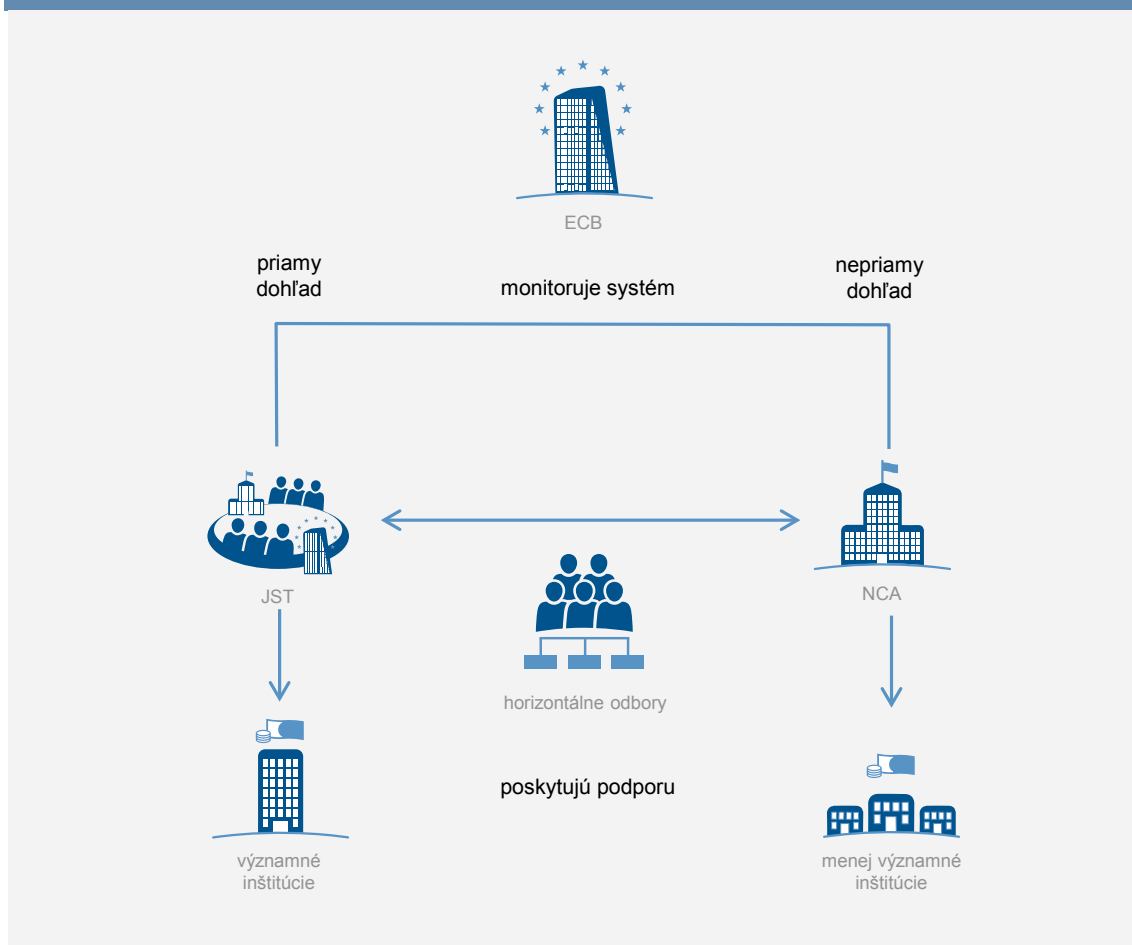 ECB
priamy
dohľad
monitoruje systém
nepriamy
dohľad
JST
NCA
horizontálne odbory
poskytujú podporu
významné
inštitúcie
menej významné
inštitúcie